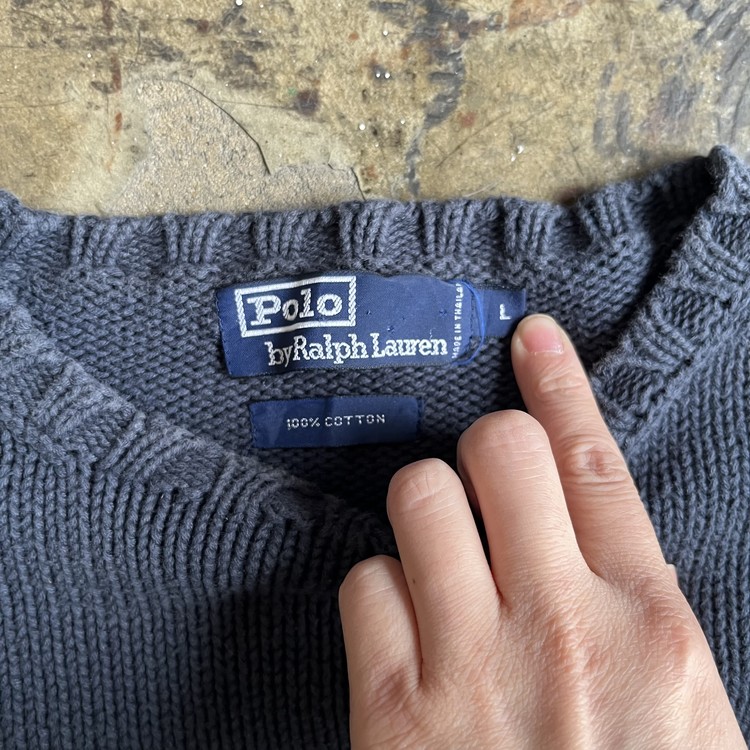 Polo
by Ralph Lauren
MADE IN THAILAND
L
100% COTTON